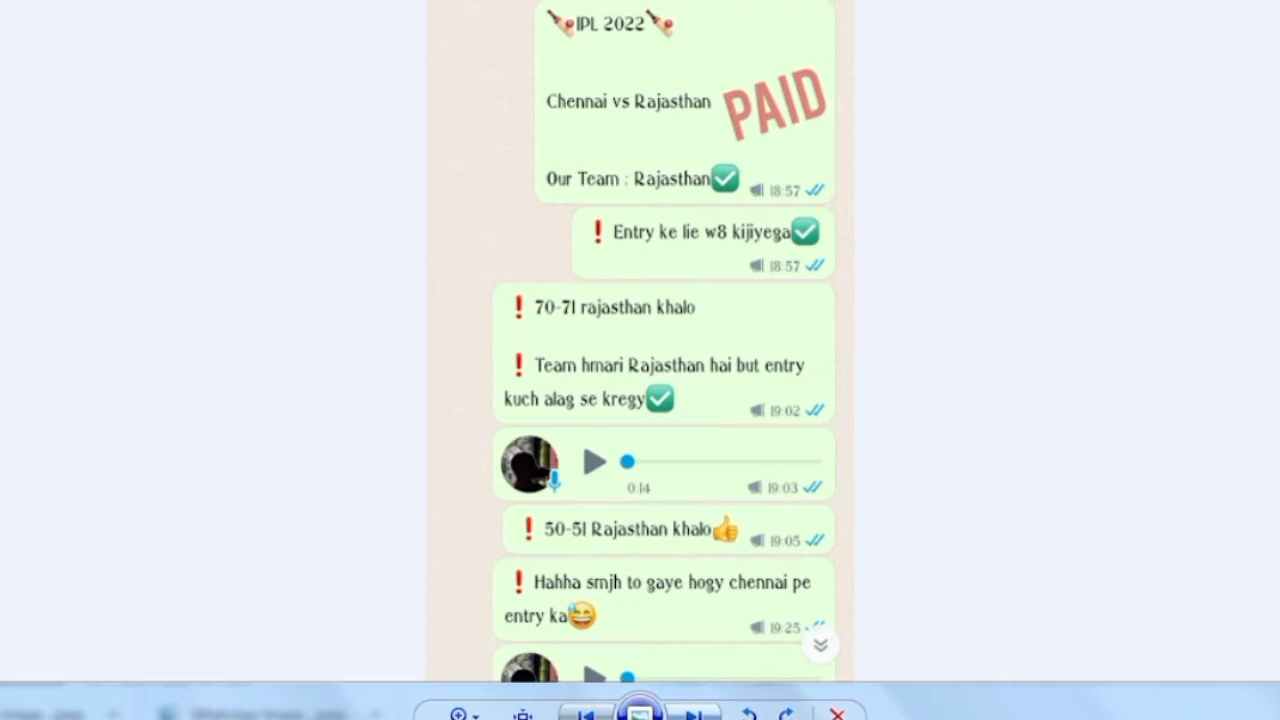 IPL 2022
Chennai vs Rajasthan
PAID
Our Team : Rajasthan
18:57
Entry ke lie w8 kijiyega
18:57
70-71 rajasthan khalo
Team hmari Rajasthan hai but entry
kuch alag se kregy
19:02
0:14
19:03
50-51 Rajasthan khalo
19:05
Hahha smjh to gaye hogy chennai pe
entry ka
19:25